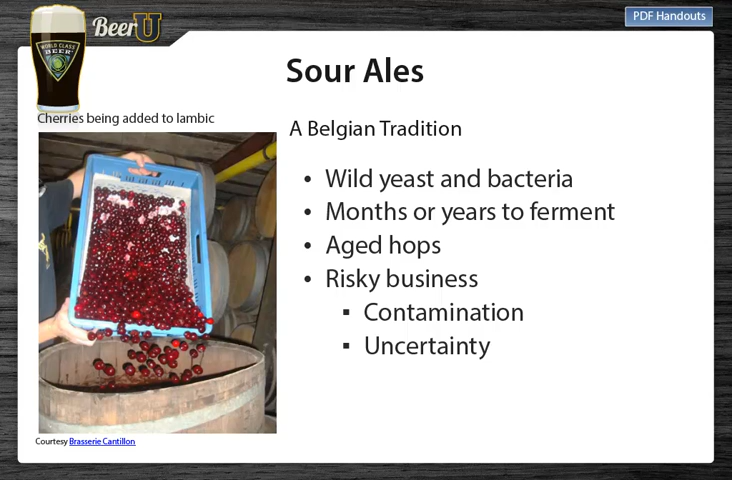 BeerU
PDF Handouts
WORLD CLASS
BEER
Sour Ales
Cherries being added to lambic
A Belgian Tradition
• Wild yeast and bacteria
• Months or years to ferment
• Aged hops
• Risky business
▪ Contamination
▪ Uncertainty
Courtesy Brasserie Cantillon